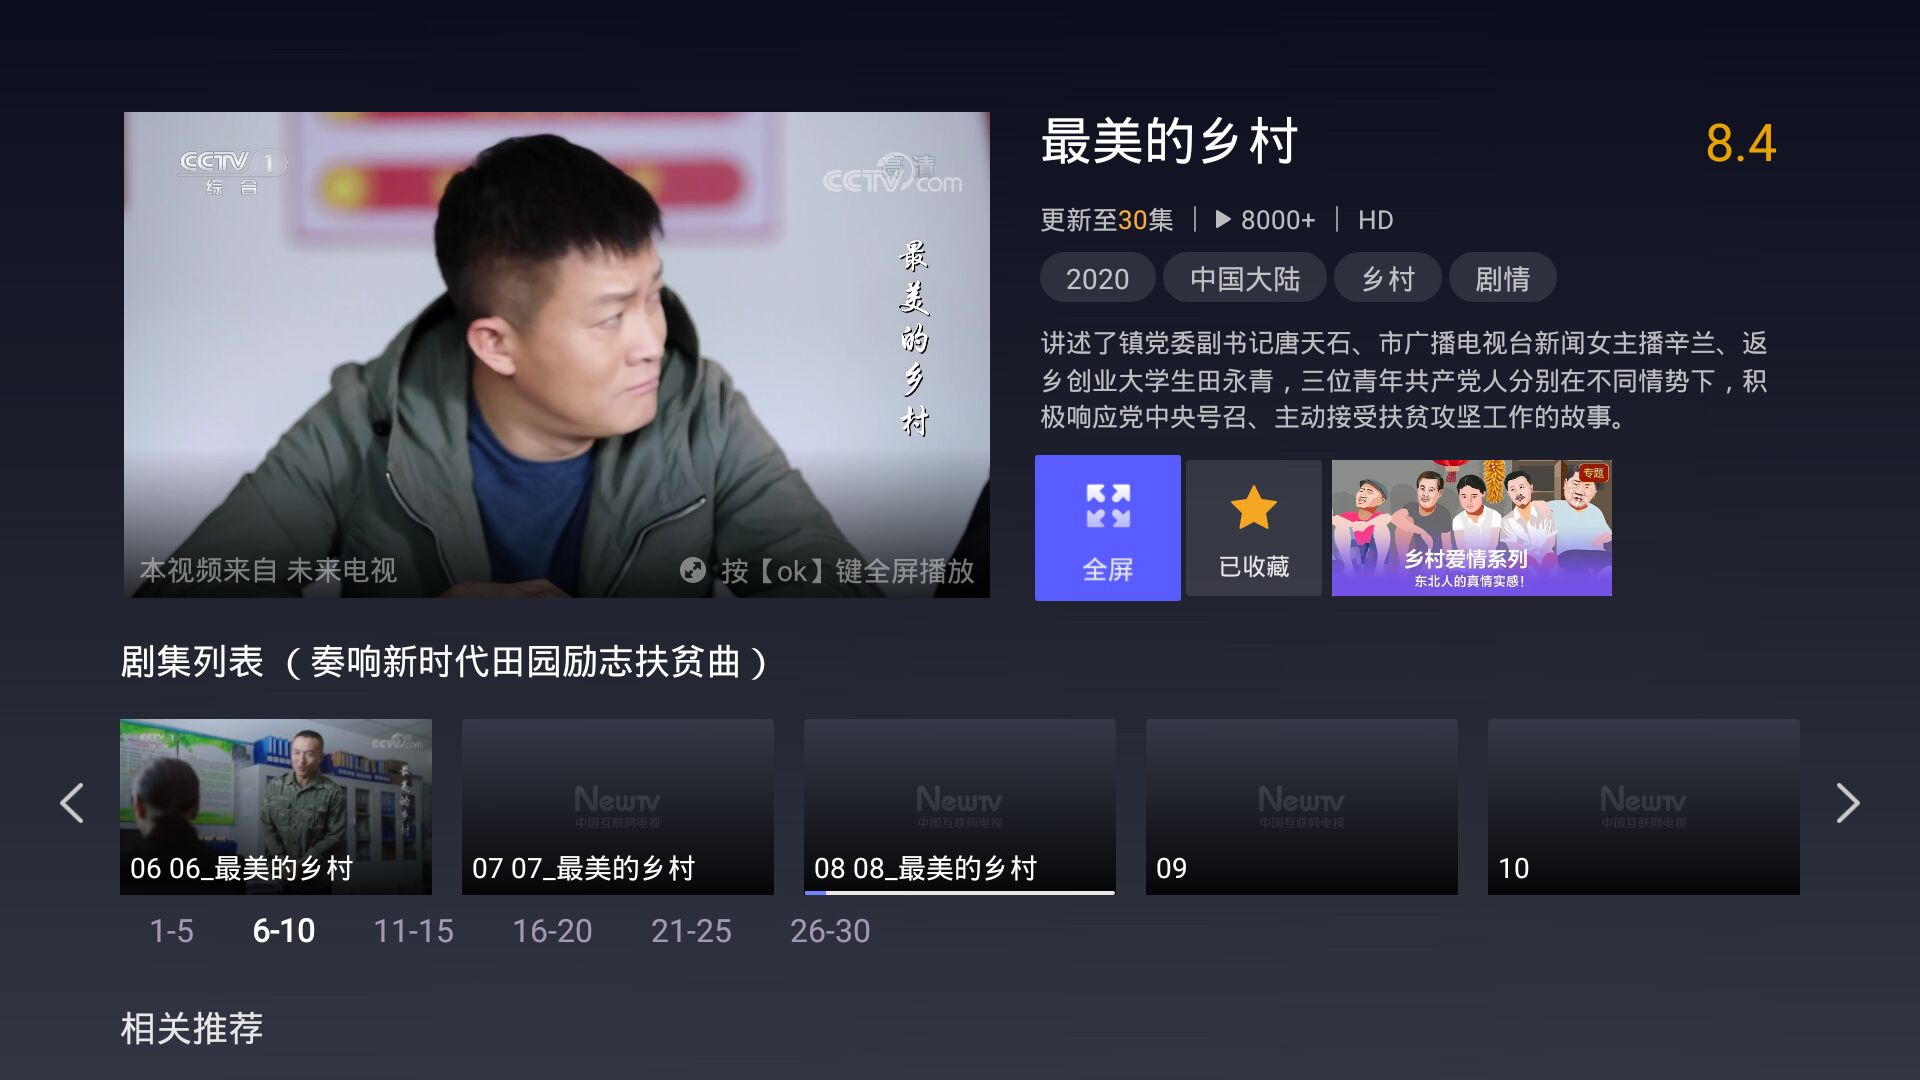 CCTV 1
综合
高清
CCTV.com
最美的乡村
本视频来自 未来电视
按【ok】键全屏播放
最美的乡村
8.4
更新至30集
8000+
HD
2020
中国大陆
乡村
剧情
讲述了镇党委副书记唐天石、市广播电视台新闻女主播辛兰、返
乡创业大学生田永青，三位青年共产党人分别在不同情势下，积
极响应党中央号召、主动接受扶贫攻坚工作的故事。
全屏
已收藏
专题
乡村爱情系列
东北人的真情实感！
剧集列表（奏响新时代田园励志扶贫曲）
CCTV 1
CCTV.com
最美的乡村
06 06_最美的乡村
NewTV
中国互联网电视
07 07_最美的乡村
NewTV
中国互联网电视
08 08_最美的乡村
NewTV
中国互联网电视
09
NewTV
中国互联网电视
10
1-5
6-10
11-15
16-20
21-25
26-30
相关推荐